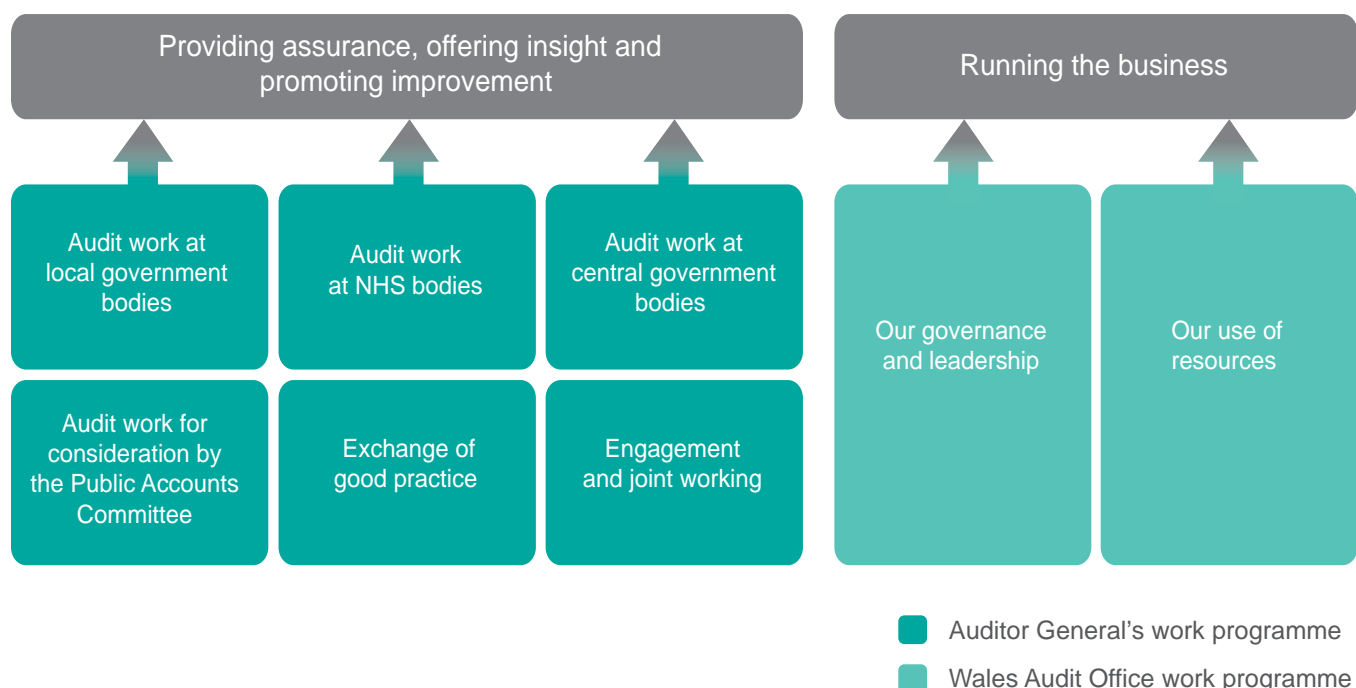 Providing assurance, offering insight and
promoting improvement
Running the business
Audit work at
local government
bodies
Audit work
at NHS bodies
Audit work at
central government
bodies
Our governance
and leadership
Our use of
resources
Audit work for
consideration by
the Public Accounts
Committee
Exchange of
good practice
Engagement
and joint working
Auditor General’s work programme
Wales Audit Office work programme